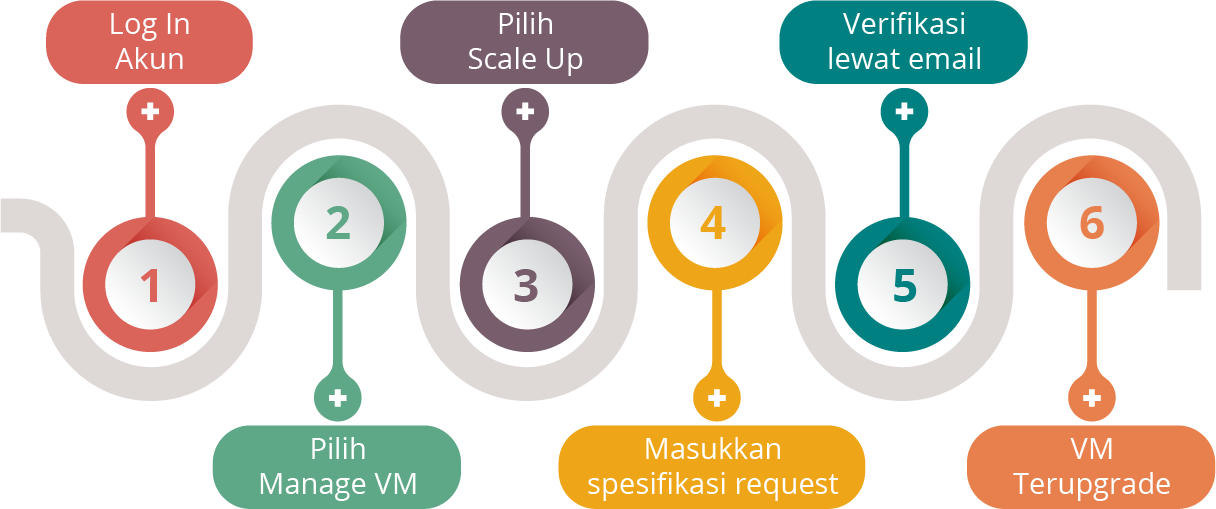 Log In
Akun
1
2
Pilih
Manage VM
Pilih
Scale Up
3
4
Masukkan
spesifikasi request
Verifikasi
lewat email
5
6
VM
Terupgrade